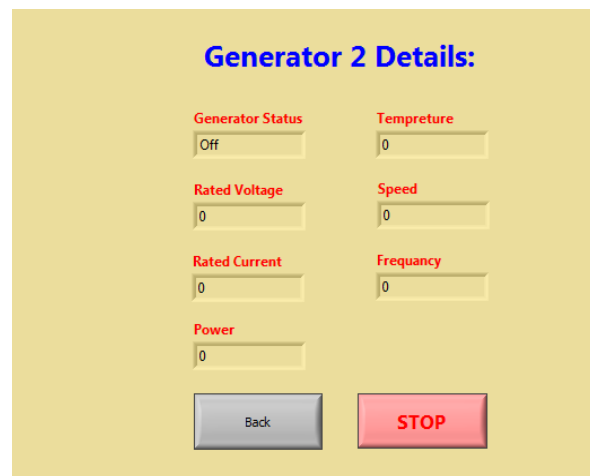 Generator 2 Details:
Generator Status
Off
Tempreture
0
Rated Voltage
0
Speed
0
Rated Current
0
Frequancy
0
Power
0
Back
STOP